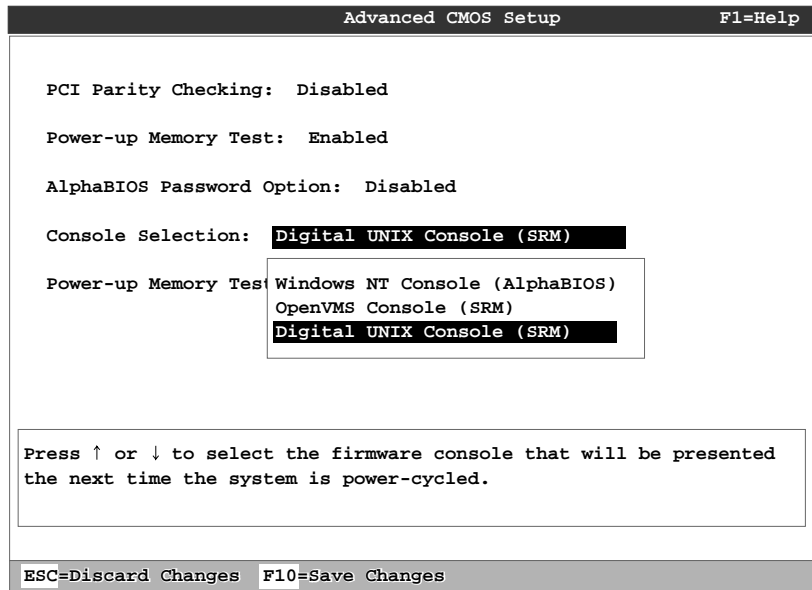 Advanced CMOS Setup F1=Help
PCI Parity Checking: Disabled
Power-up Memory Test: Enabled
AlphaBIOS Password Option: Disabled
Console Selection: Digital UNIX Console (SRM)
Power-up Memory Test
Windows NT Console (AlphaBIOS)
OpenVMS Console (SRM)
Digital UNIX Console (SRM)
Press ↑ or ↓ to select the firmware console that will be presented
the next time the system is power-cycled.
ESC=Discard Changes F10=Save Changes